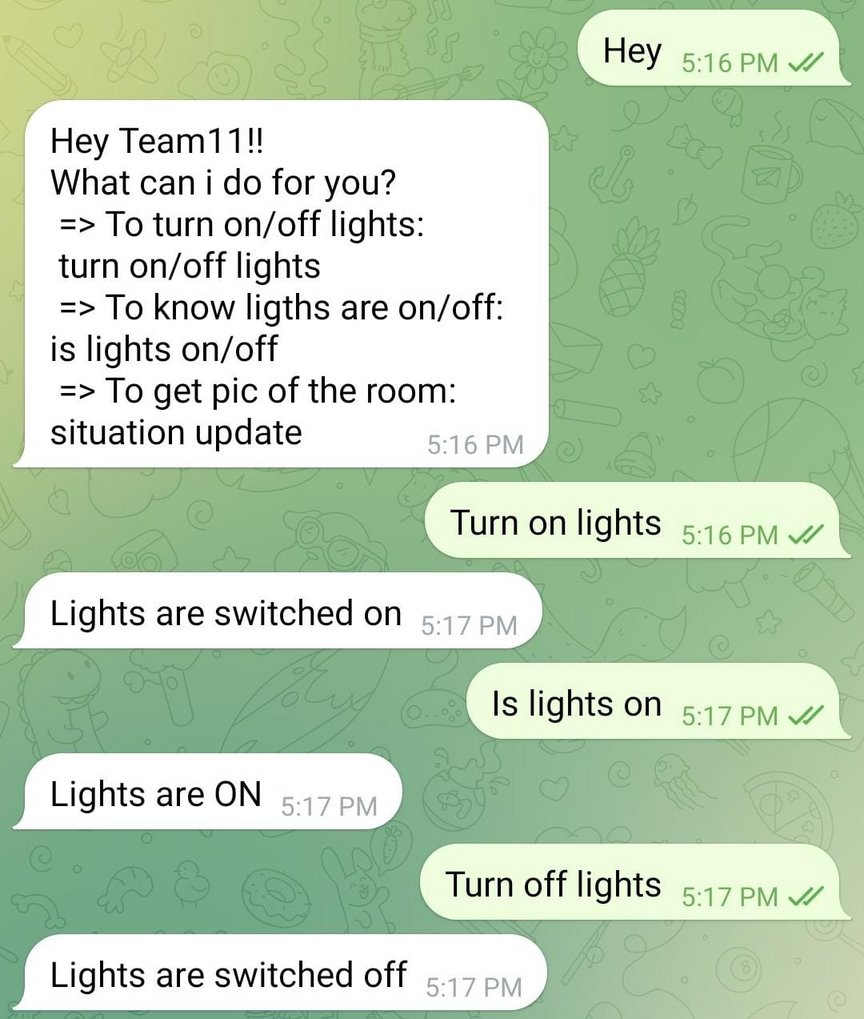 Hey 5:16 PM
Hey Team11!!
What can i do for you?
=> To turn on/off lights:
turn on/off lights
=> To know ligths are on/off:
is lights on/off
=> To get pic of the room:
situation update 5:16 PM
Turn on lights 5:16 PM
Lights are switched on 5:17 PM
Is lights on 5:17 PM
Lights are ON 5:17 PM
Turn off lights 5:17 PM
Lights are switched off 5:17 PM